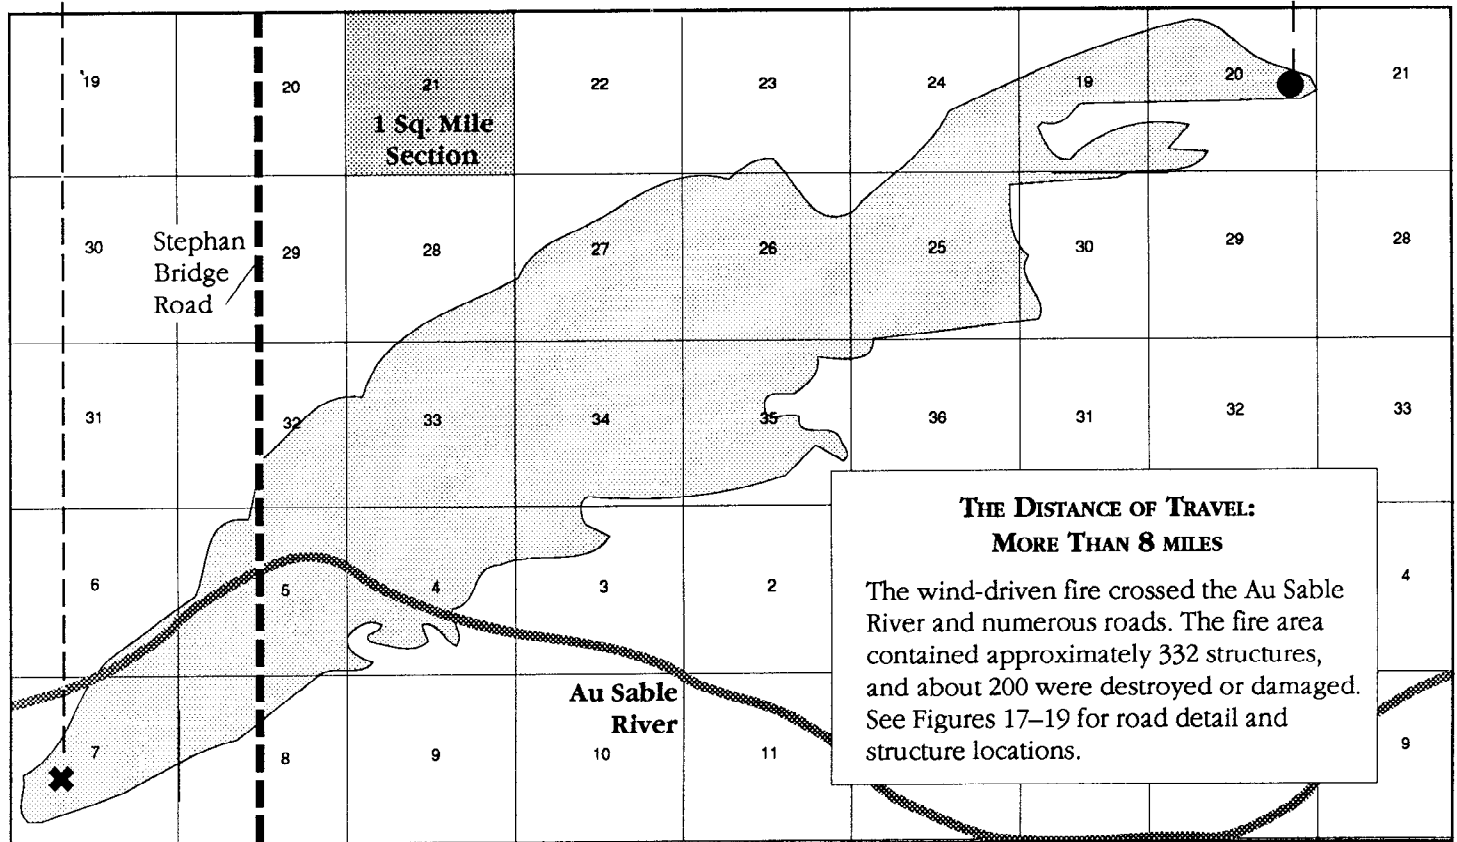 19 20 21 22 23 24 19 20 21
1 Sq. Mile
Section
30 29 28 27 26 25 30 29 28
Stephan
Bridge
Road
31 32 33 34 35 36 31 32 33
6 5 4 3 2 4
7 8 9 10 11 9
Au Sable
River
THE DISTANCE OF TRAVEL:
MORE THAN 8 MILES
The wind-driven fire crossed the Au Sable
River and numerous roads. The fire area
contained approximately 332 structures,
and about 200 were destroyed or damaged.
See Figures 17–19 for road detail and
structure locations.